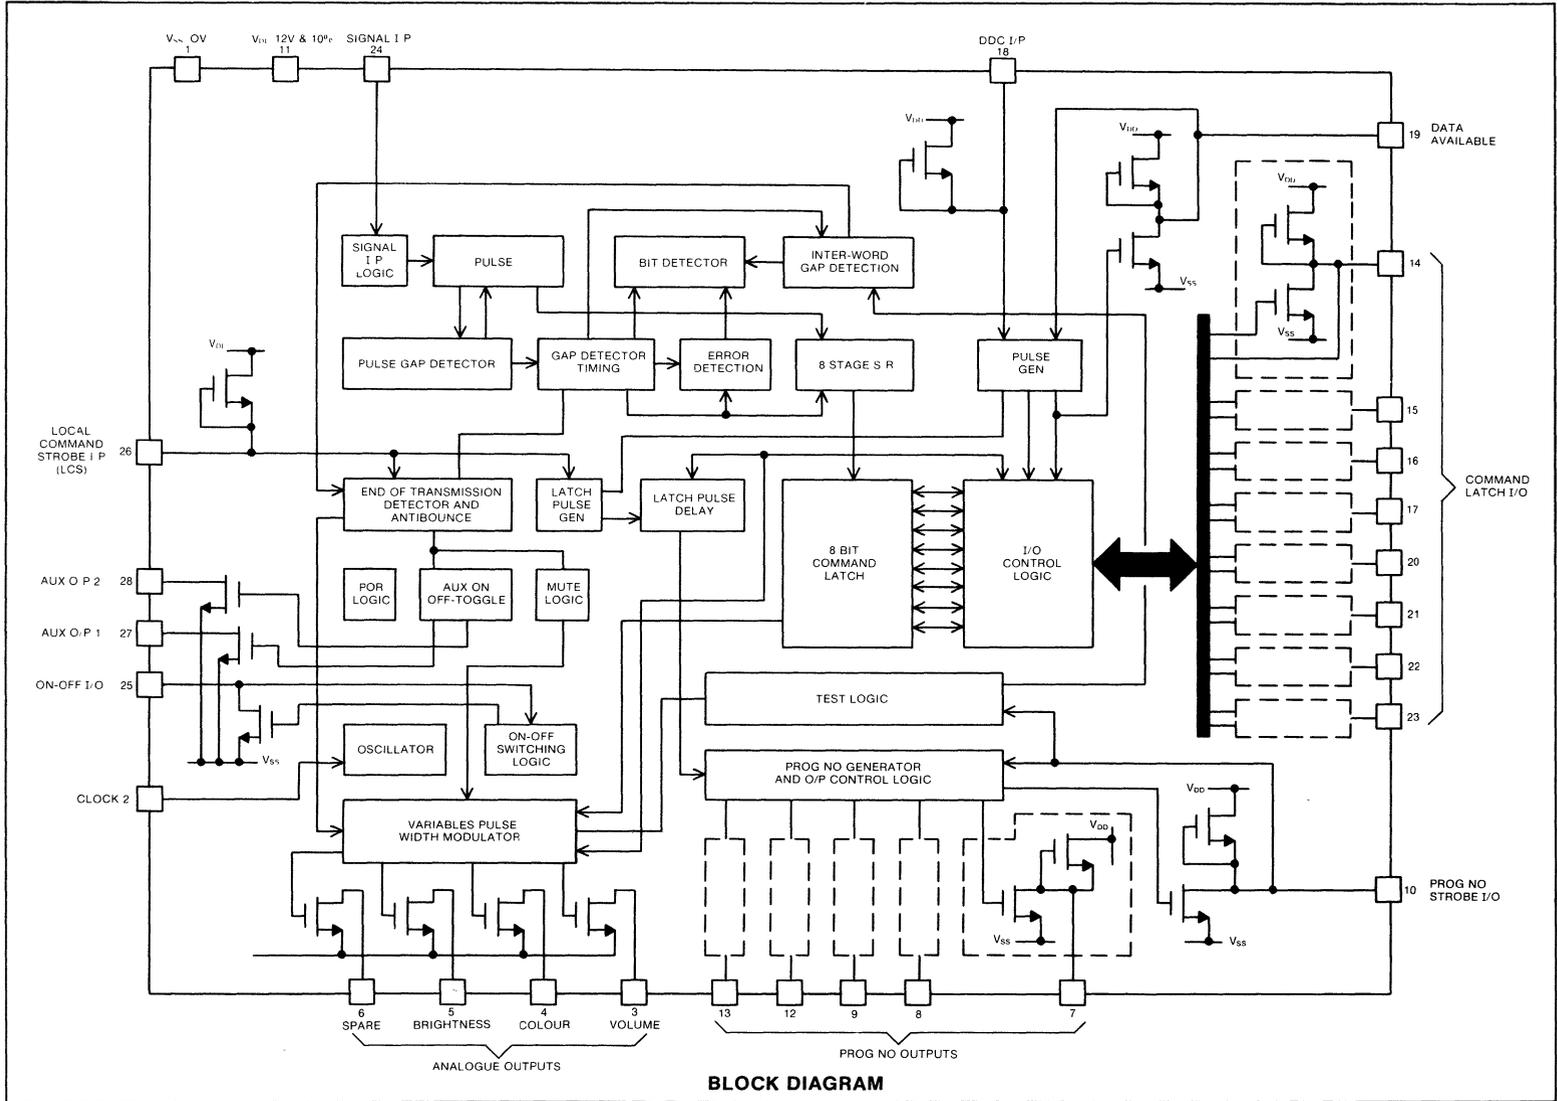 VSS OV
1
12V & 10%
11
SIGNAL I P
24
DDC I/P
18
VDD
VDD
19
DATA
AVAILABLE
VDD
SIGNAL
I P
LOGIC
PULSE
BIT DETECTOR
INTER-WORD
GAP DETECTION
14
VSS
VSS
PULSE GAP DETECTOR
GAP DETECTOR
TIMING
ERROR
DETECTION
8 STAGE S R
PULSE
GEN
15
LOCAL
COMMAND
STROBE I P
(LCS)
26
16
COMMAND
LATCH I/O
END OF TRANSMISSION
DETECTOR AND
ANTIBOUNCE
LATCH
PULSE
GEN
LATCH PULSE
DELAY
17
8 BIT
COMMAND
LATCH
I/O
CONTROL
LOGIC
20
AUX O P 2
28
POR
LOGIC
AUX ON
OFF-TOGGLE
MUTE
LOGIC
21
AUX O/P 1
27
22
ON-OFF I/O
25
TEST LOGIC
23
OSCILLATOR
ON-OFF
SWITCHING
LOGIC
VSS
PROG NO GENERATOR
AND O/P CONTROL LOGIC
CLOCK 2
VDD
VARIABLES PULSE
WIDTH MODULATOR
VDD
10
PROG NO
STROBE I/O
VSS
VSS
6
SPARE
5
BRIGHTNESS
4
COLOUR
3
VOLUME
13
12
9
8
7
ANALOGUE OUTPUTS
PROG NO OUTPUTS
BLOCK DIAGRAM